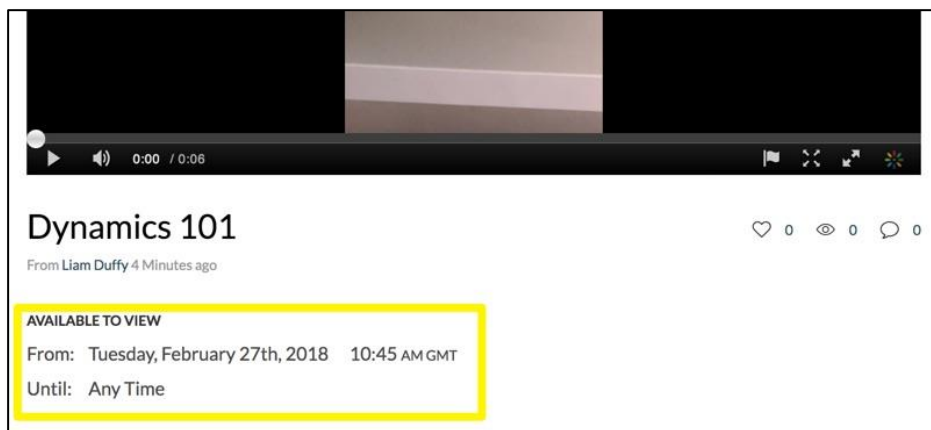 0:00 / 0:06
Dynamics 101
0 0 0
From Liam Duffy 4 Minutes ago
AVAILABLE TO VIEW
From: Tuesday, February 27th, 2018 10:45 AM GMT
Until: Any Time